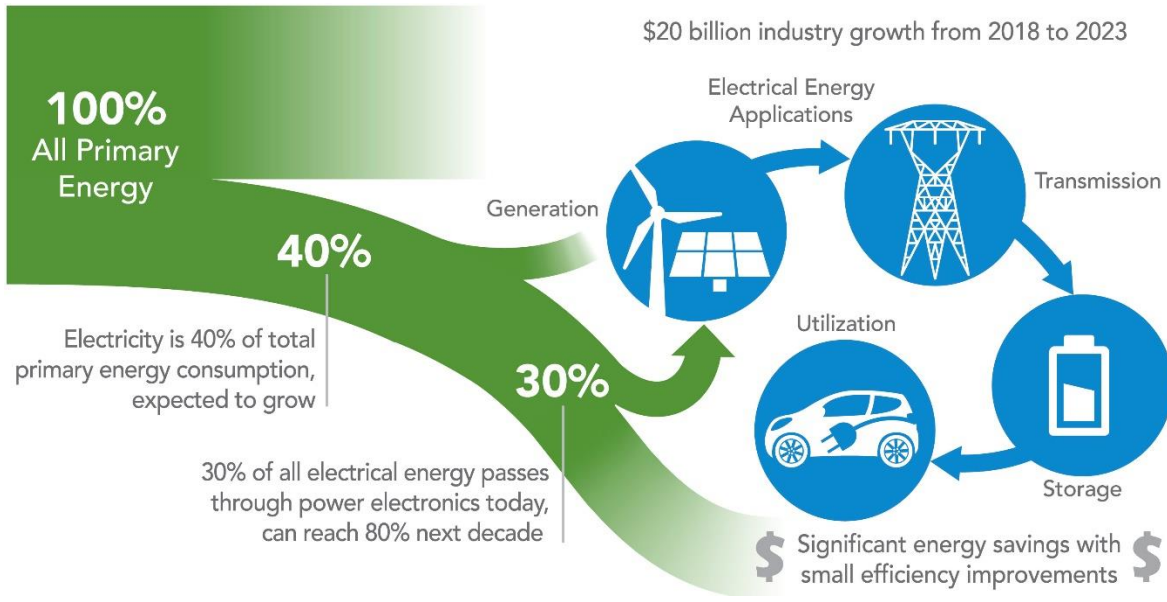 $20 billion industry growth from 2018 to 2023
100%
All Primary
Energy
Electrical Energy
Applications
Transmission
Generation
40%
Electricity is 40% of total
primary energy consumption,
expected to grow
Utilization
30%
30% of all electrical energy passes
through power electronics today,
can reach 80% next decade
Storage
$ Significant energy savings with $
small efficiency improvements